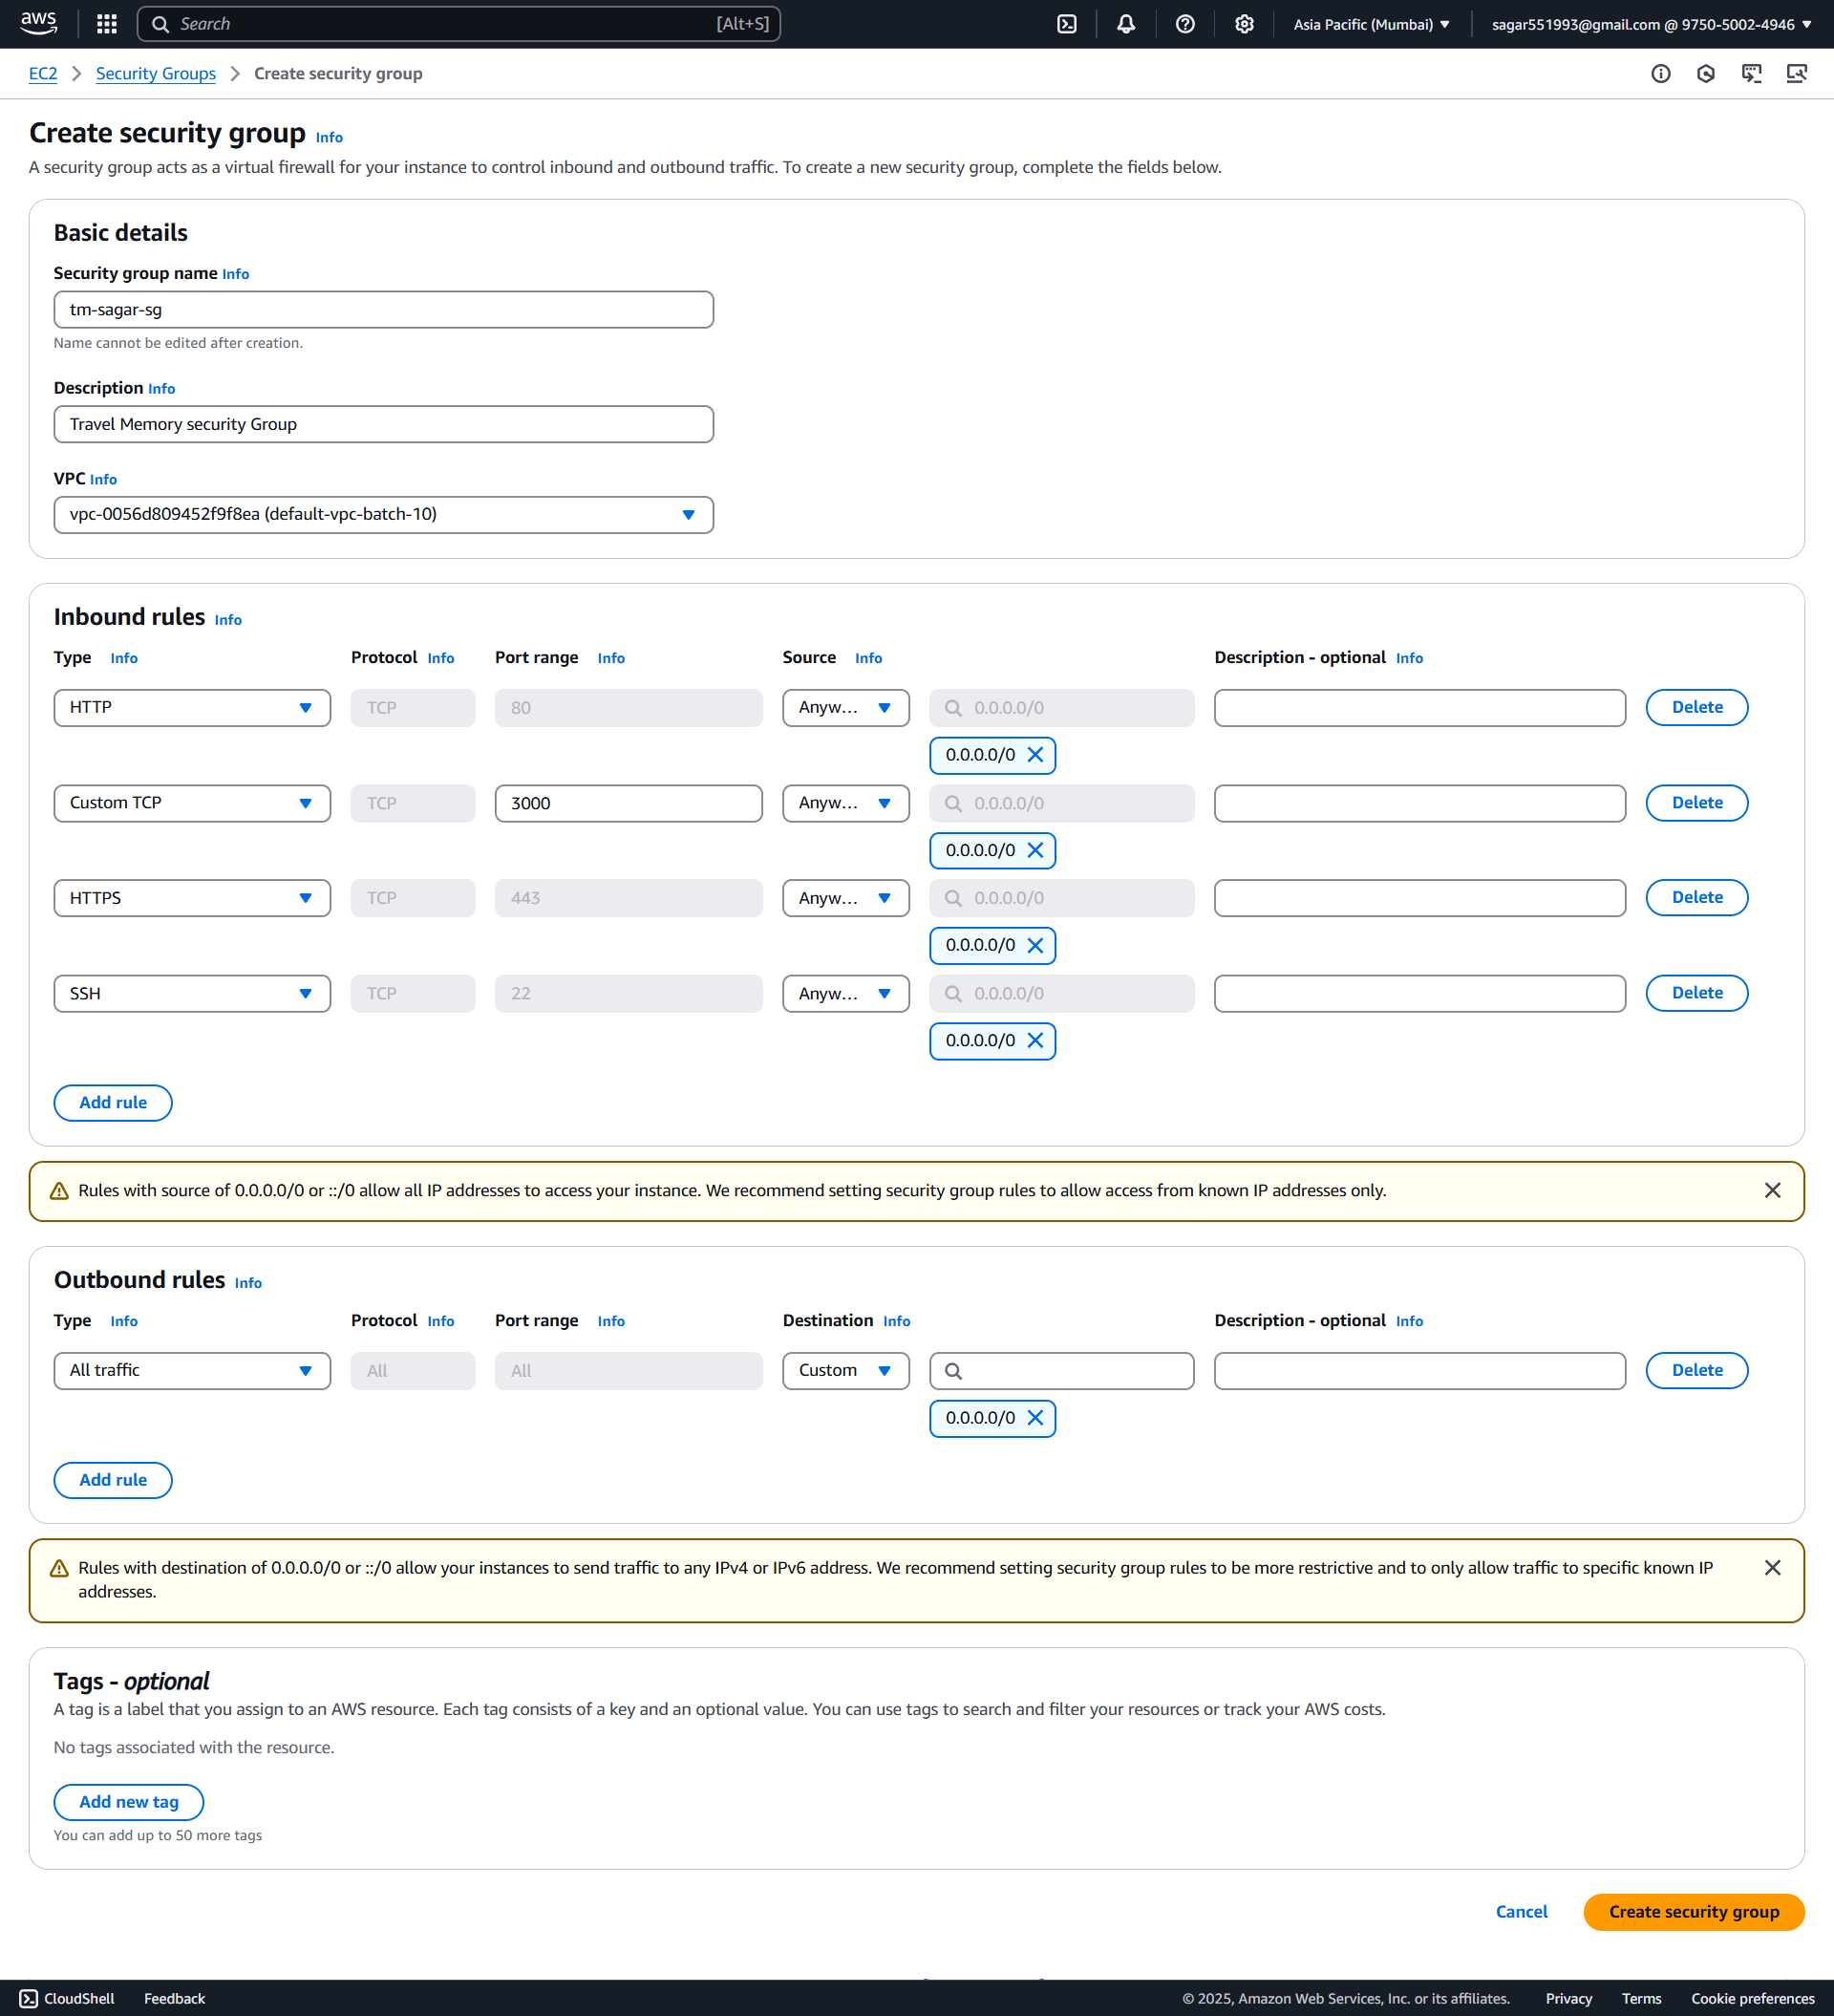 aws Search [Alt+S] Asia Pacific (Mumbai) sagar551993@gmail.com @ 9750-5002-4946
EC2 Security Groups Create security group
Create security group Info
A security group acts as a virtual firewall for your instance to control inbound and outbound traffic. To create a new security group, complete the fields below.
Basic details
Security group name Info
tm-sagar-sg
Name cannot be edited after creation.
Description Info
Travel Memory security Group
VPC Info
vpc-0056d809452f9f8ea (default-vpc-batch-10)
Inbound rules Info
Type Info Protocol Info Port range Info Source Info Description - optional Info
HTTP TCP 80 Anyw... 0.0.0.0/0 Delete
0.0.0.0/0
Custom TCP TCP 3000 Anyw... 0.0.0.0/0 Delete
0.0.0.0/0
HTTPS TCP 443 Anyw... 0.0.0.0/0 Delete
0.0.0.0/0
SSH TCP 22 Anyw... 0.0.0.0/0 Delete
0.0.0.0/0
Add rule
Rules with source of 0.0.0.0/0 or ::/0 allow all IP addresses to access your instance. We recommend setting security group rules to allow access from known IP addresses only.
Outbound rules Info
Type Info Protocol Info Port range Info Destination Info Description - optional Info
All traffic All All Custom Delete
0.0.0.0/0
Add rule
Rules with destination of 0.0.0.0/0 or ::/0 allow your instances to send traffic to any IPv4 or IPv6 address. We recommend setting security group rules to be more restrictive and to only allow traffic to specific known IP
addresses.
Tags - optional
A tag is a label that you assign to an AWS resource. Each tag consists of a key and an optional value. You can use tags to search and filter your resources or track your AWS costs.
No tags associated with the resource.
Add new tag
You can add up to 50 more tags
Cancel Create security group
CloudShell Feedback © 2025, Amazon Web Services, Inc. or its affiliates. Privacy Terms Cookie preferences